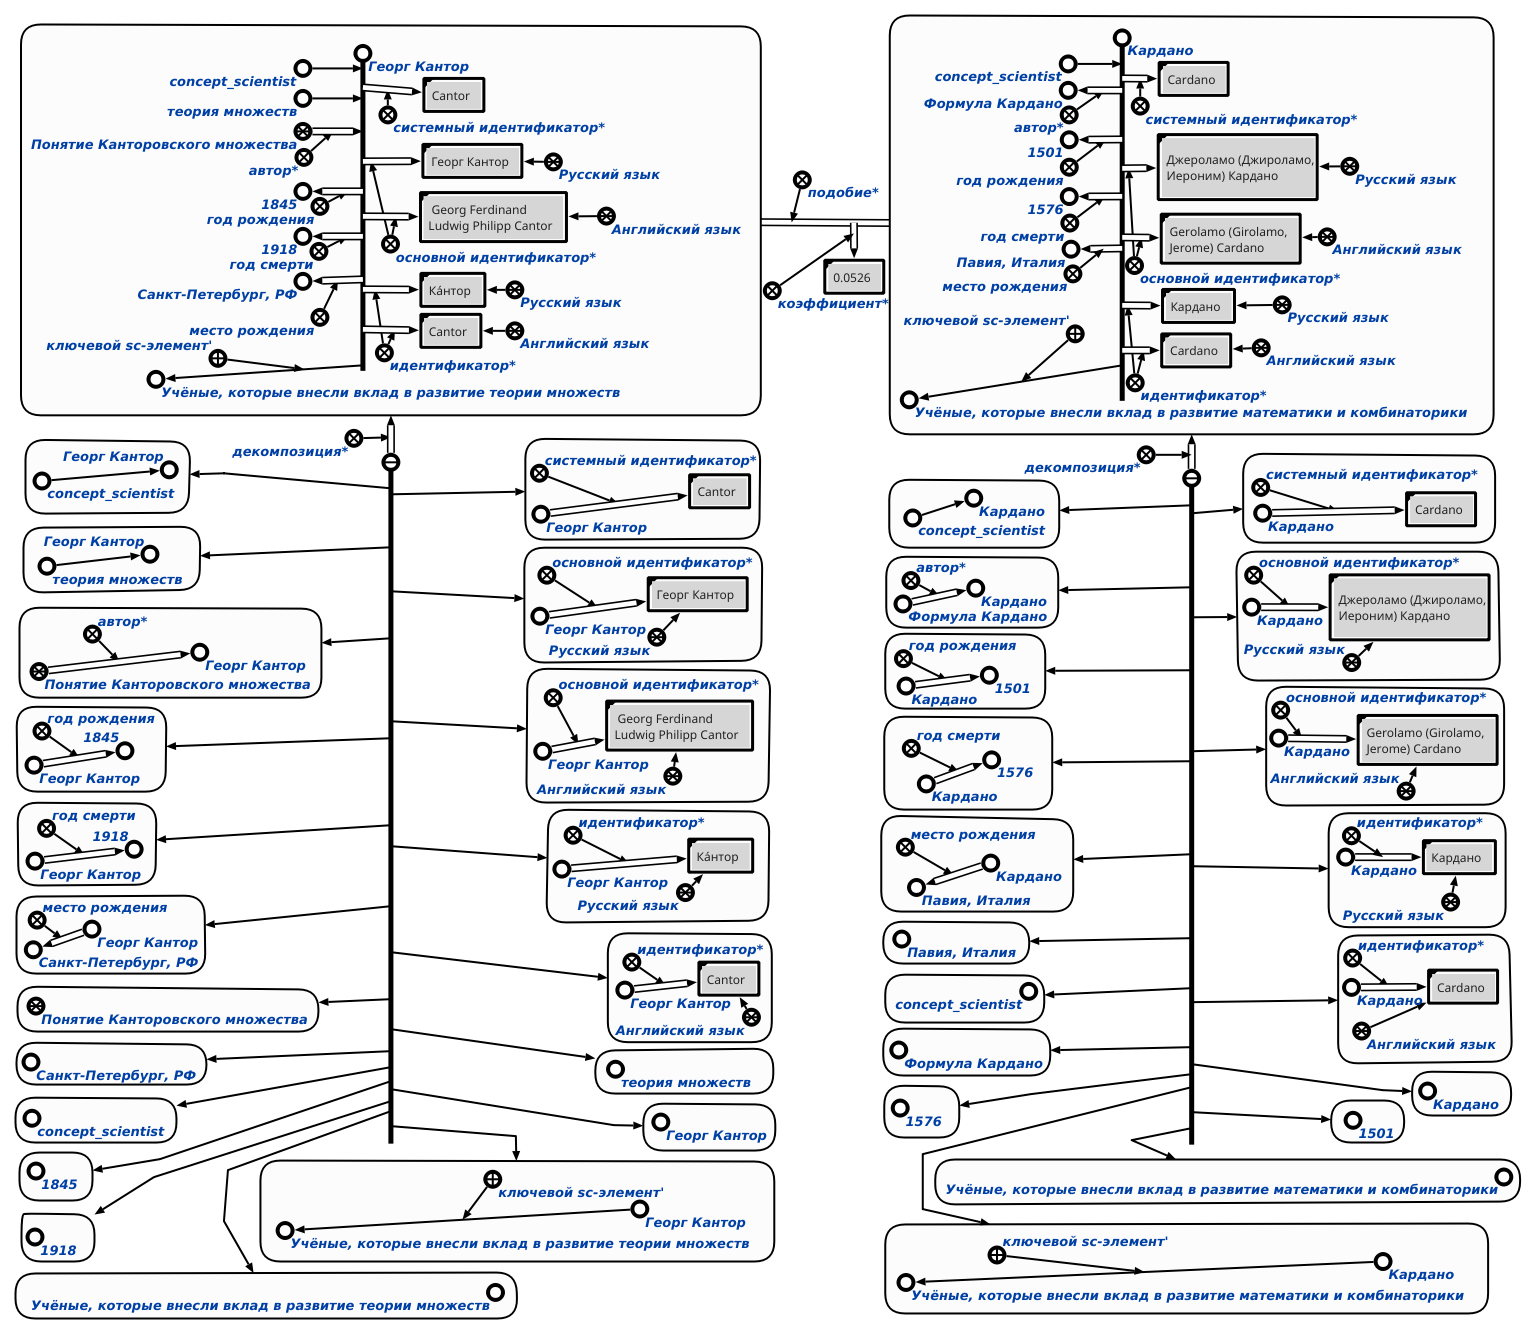 Георг Кантор
concept_scientist
Cantor
теория множеств
системный идентификатор*
Понятие Канторовского множества
автор*
Георг Кантор
Русский язык
1845
год рождения
Georg Ferdinand
Ludwig Philipp Cantor
Английский язык
1918
год смерти
основной идентификатор*
Санкт-Петербург, РФ
Ка́нтор
Русский язык
место рождения
Cantor
Английский язык
ключевой sc-элемент'
идентификатор*
Учёные, которые внесли вклад в развитие теории множеств
подобие*
0.0526
коэффициент*
Кардано
concept_scientist
Cardano
Формула Кардано
системный идентификатор*
автор*
1501
Джероламо (Джироламо,
Иероним) Кардано
Русский язык
год рождения
1576
год смерти
Gerolamo (Girolamo,
Jerome) Cardano
Английский язык
Павия, Италия
место рождения
основной идентификатор*
Кардано
Русский язык
ключевой sc-элемент'
Cardano
Английский язык
идентификатор*
Учёные, которые внесли вклад в развитие математики и комбинаторики
декомпозиция*
Георг Кантор
concept_scientist
Георг Кантор
теория множеств
автор*
Георг Кантор
Понятие Канторовского множества
год рождения
1845
Георг Кантор
год смерти
1918
Георг Кантор
место рождения
Георг Кантор
Санкт-Петербург, РФ
Понятие Канторовского множества
Санкт-Петербург, РФ
concept_scientist
1845
1918
Учёные, которые внесли вклад в развитие теории множеств
системный идентификатор*
Cantor
Георг Кантор
основной идентификатор*
Георг Кантор
Георг Кантор
Русский язык
основной идентификатор*
Georg Ferdinand
Ludwig Philipp Cantor
Георг Кантор
Английский язык
идентификатор*
Ка́нтор
Георг Кантор
Русский язык
идентификатор*
Cantor
Георг Кантор
Английский язык
теория множеств
Георг Кантор
ключевой sc-элемент'
Георг Кантор
Учёные, которые внесли вклад в развитие теории множеств
декомпозиция*
Кардано
concept_scientist
автор*
Кардано
Формула Кардано
год рождения
1501
Кардано
год смерти
1576
Кардано
место рождения
Кардано
Павия, Италия
Павия, Италия
concept_scientist
Формула Кардано
1576
системный идентификатор*
Cardano
Кардано
основной идентификатор*
Джероламо (Джироламо,
Иероним) Кардано
Кардано
Русский язык
основной идентификатор*
Gerolamo (Girolamo,
Jerome) Cardano
Кардано
Английский язык
идентификатор*
Кардано
Кардано
Русский язык
идентификатор*
Cardano
Кардано
Английский язык
Кардано
1501
Учёные, которые внесли вклад в развитие математики и комбинаторики
ключевой sc-элемент'
Кардано
Учёные, которые внесли вклад в развитие математики и комбинаторики